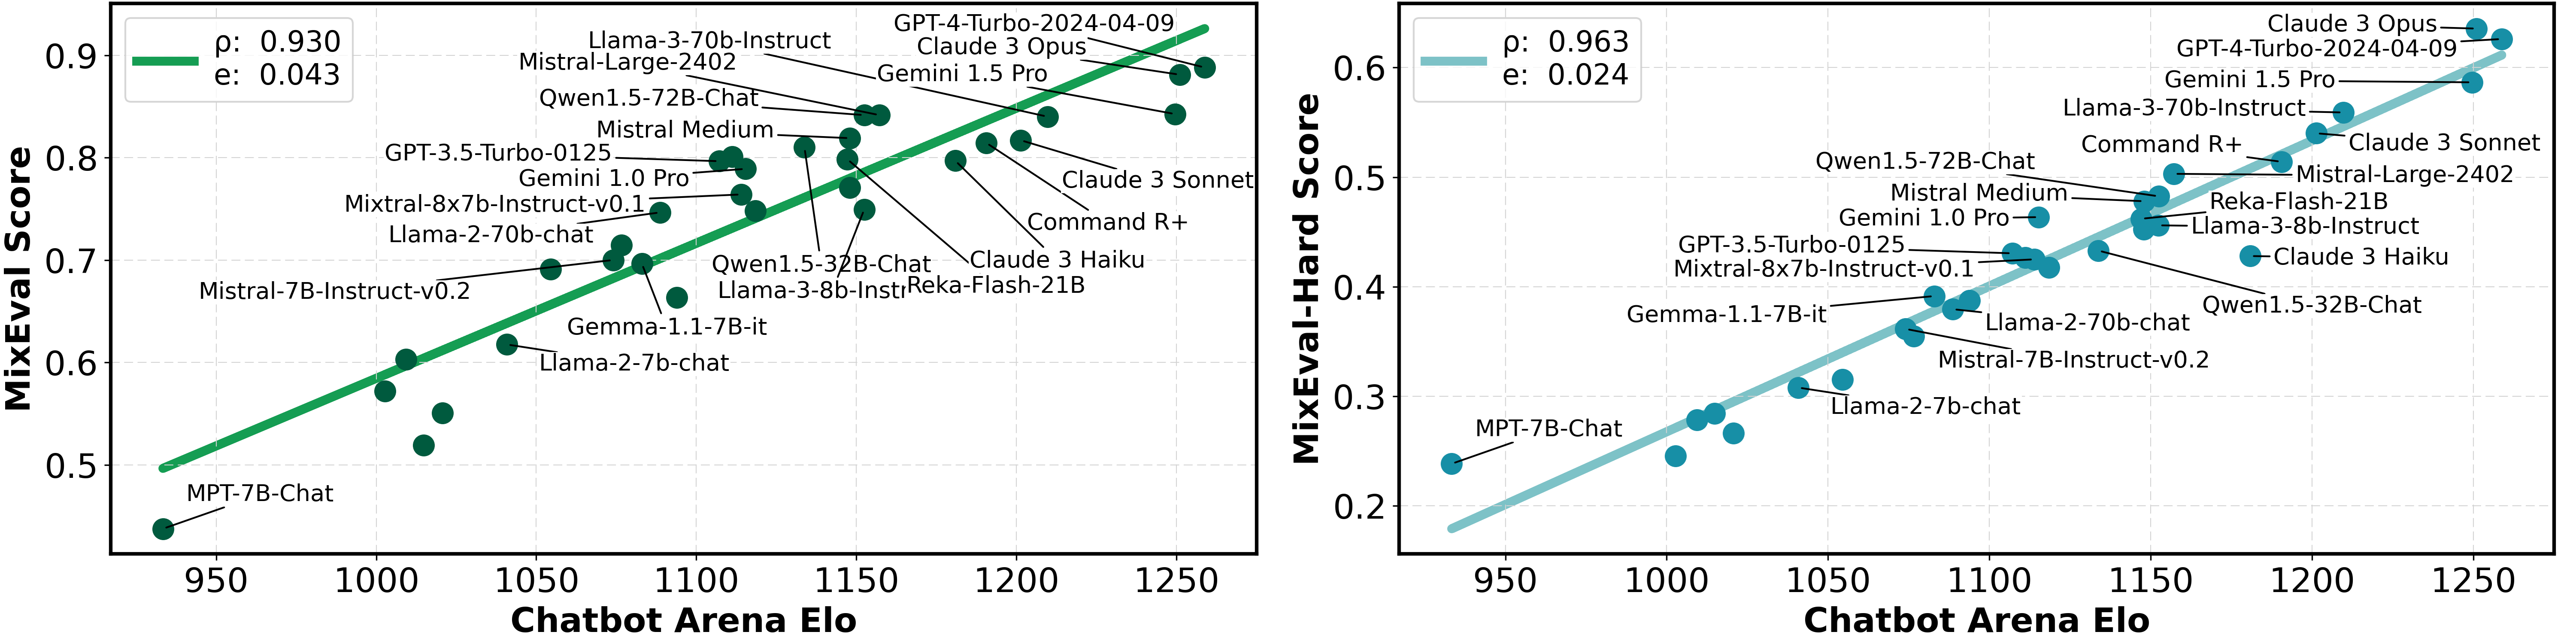 ρ: 0.930
e: 0.043
GPT-4-Turbo-2024-04-09
Llama-3-70b-Instruct
Claude 3 Opus
Mistral-Large-2402
Gemini 1.5 Pro
Qwen1.5-72B-Chat
Mistral Medium
GPT-3.5-Turbo-0125
Gemini 1.0 Pro
Claude 3 Sonnet
Mixtral-8x7b-Instruct-v0.1
Command R+
Llama-2-70b-chat
Claude 3 Haiku
Qwen1.5-32B-Chat
Reka-Flash-21B
Llama-3-8b-Instr
Mistral-7B-Instruct-v0.2
Gemma-1.1-7B-it
Llama-2-7b-chat
MPT-7B-Chat
MixEval Score
0.9
0.8
0.7
0.6
0.5
950 1000 1050 1100 1150 1200 1250
Chatbot Arena Elo
ρ: 0.963
e: 0.024
Claude 3 Opus
GPT-4-Turbo-2024-04-09
Gemini 1.5 Pro
Llama-3-70b-Instruct
Claude 3 Sonnet
Command R+
Qwen1.5-72B-Chat
Mistral-Large-2402
Mistral Medium
Reka-Flash-21B
Gemini 1.0 Pro
Llama-3-8b-Instruct
GPT-3.5-Turbo-0125
Claude 3 Haiku
Mixtral-8x7b-Instruct-v0.1
Qwen1.5-32B-Chat
Gemma-1.1-7B-it
Llama-2-70b-chat
Mistral-7B-Instruct-v0.2
Llama-2-7b-chat
MPT-7B-Chat
MixEval-Hard Score
0.6
0.5
0.4
0.3
0.2
950 1000 1050 1100 1150 1200 1250
Chatbot Arena Elo